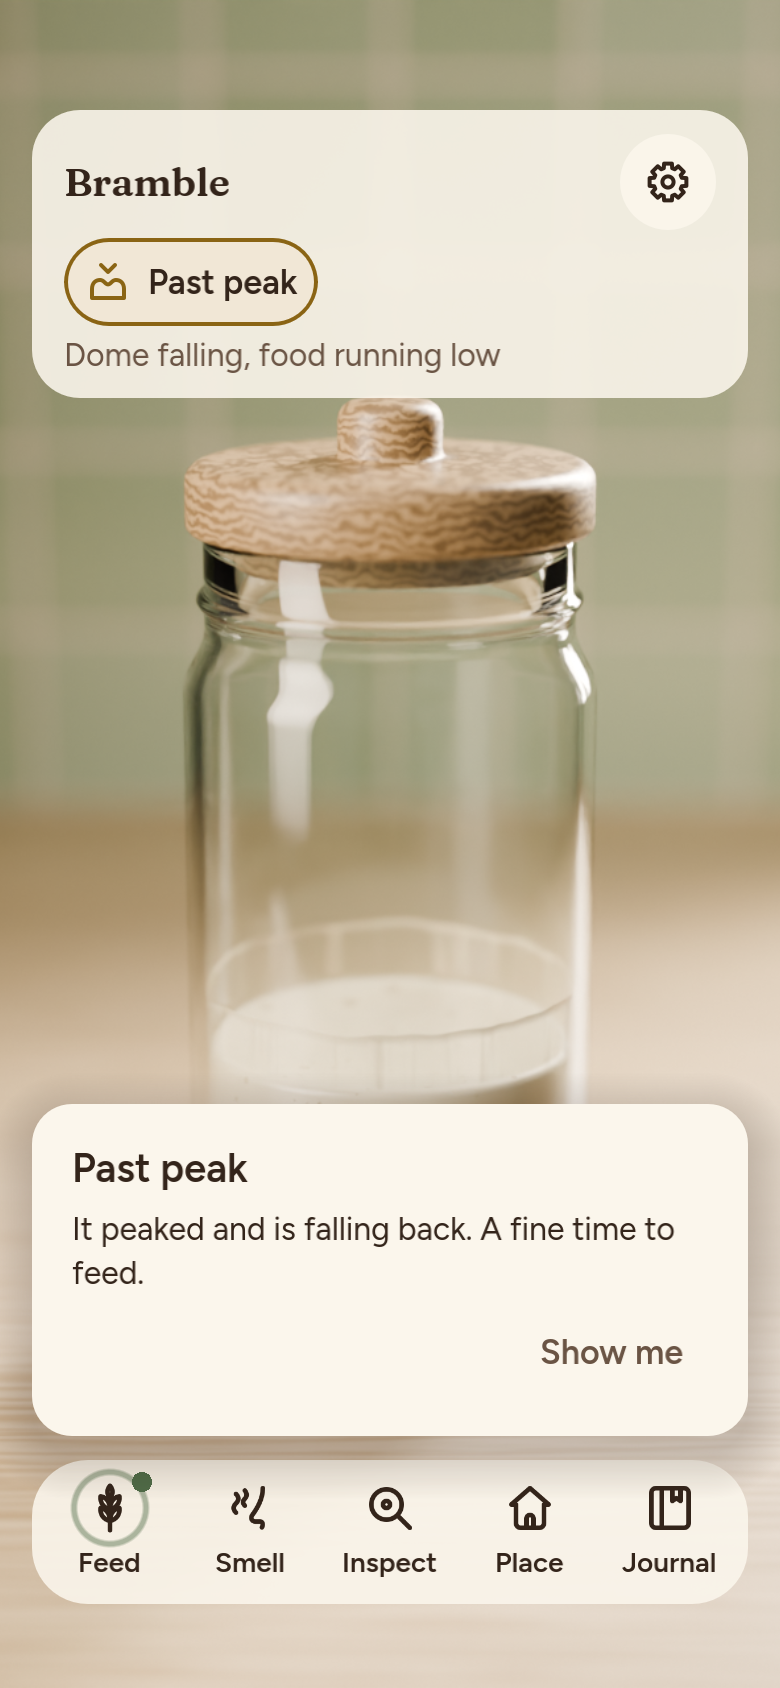 Bramble
Past peak
Dome falling, food running low
Past peak
It peaked and is falling back. A fine time to
feed.
Show me
Feed
Smell
Inspect
Place
Journal